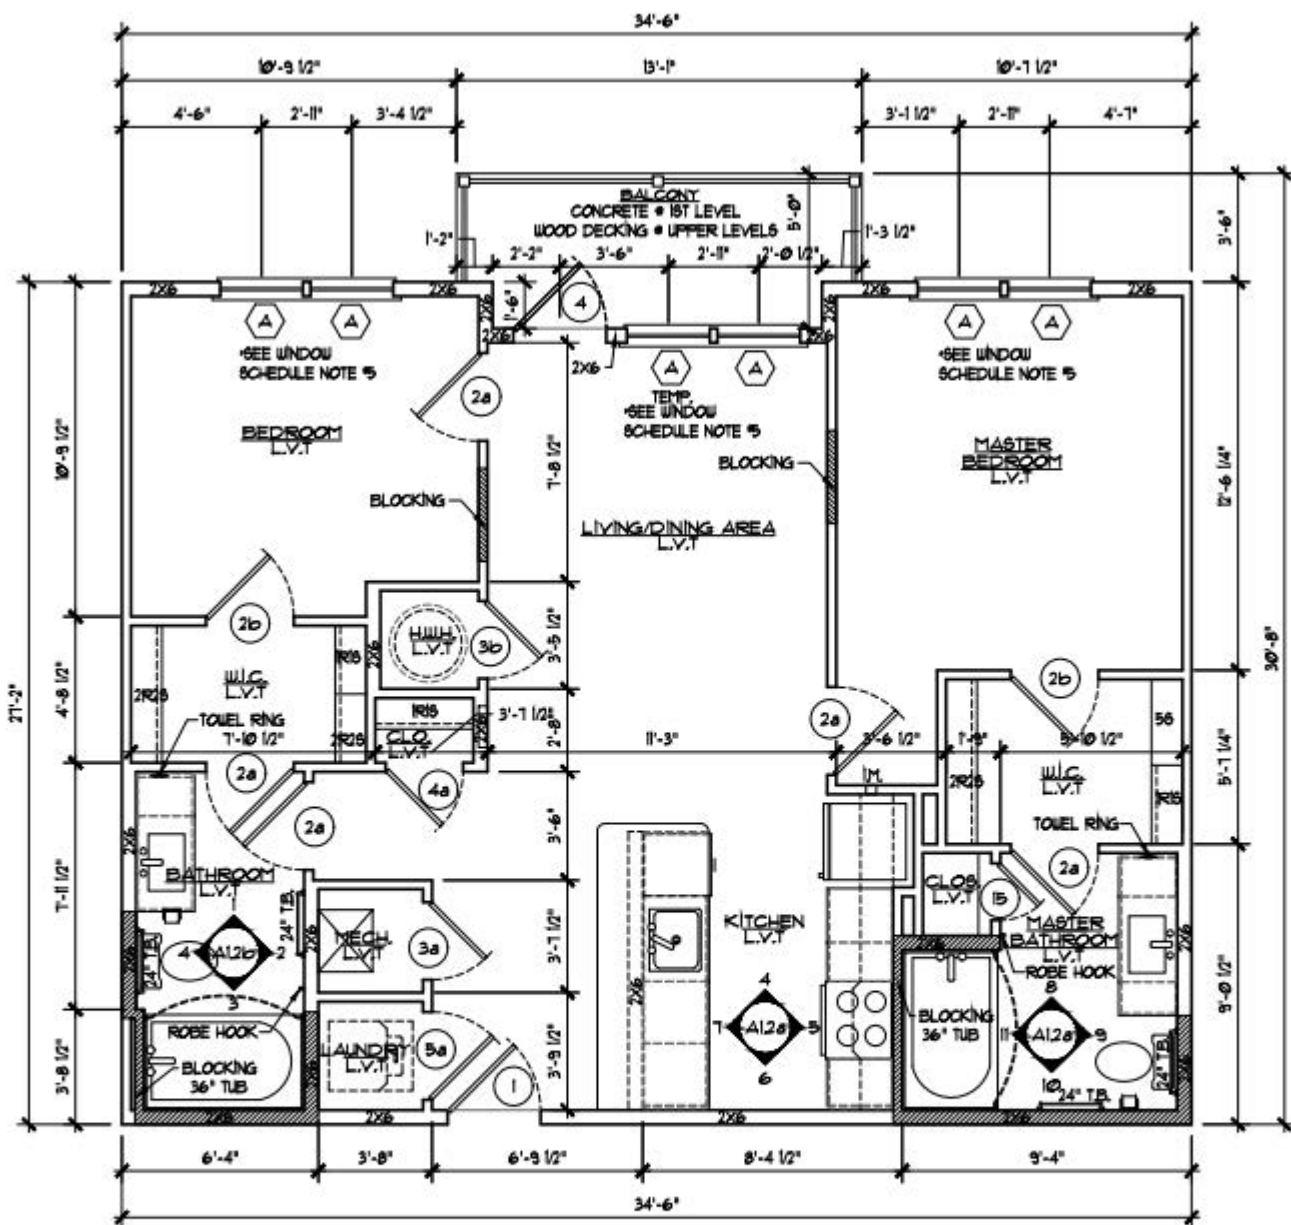 34'-6"
10'-9 1/2" 13'-1" 10'-7 1/2"
4'-6" 2'-11" 3'-4 1/2" 3'-1 1/2" 2'-11" 4'-7"
BALCONY
CONCRETE @ 1ST LEVEL
WOOD DECKING @ UPPER LEVELS
5'-0"
3'-6"
1'-2" 1'-3 1/2"
2'-2" 3'-6" 2'-11" 2'-0 1/2"
1'-6"
2X6 2X6 2X6 2X6
2X6 2X6 2X6 2X6
2X6
4
A A A A A A
*SEE WINDOW
SCHEDULE NOTE #5
TEMP.
*SEE WINDOW
SCHEDULE NOTE #5
*SEE WINDOW
SCHEDULE NOTE #5
2a
BEDROOM
L.V.T
MASTER
BEDROOM
L.V.T
BLOCKING
BLOCKING
LIVING/DINING AREA
L.V.T
10'-9 1/2"
7'-8 1/2"
12'-6 1/4"
30'-8"
27'-2"
2b
H.W.H.
L.V.T
3b
3'-5 1/2"
2X6
1R1S
W.I.C.
L.V.T
2R2S
2R2S
4'-8 1/2"
TOWEL RING
1R1S
CLO.
L.V.T
2X6
3'-7 1/2"
2'-8"
7'-10 1/2" 11'-3" 3'-6 1/2" 1'-9" 5'-10 1/2"
2a
2b
5S
W.I.C.
L.V.T
2R2S
1R1S
5'-7 1/4"
TOWEL RING
2a
2a
4a
3'-6"
2X6
BATHROOM
L.V.T
24" T.B.
7'-11 1/2"
4 A1.2b 2
3
24" T.B.
2X6
2X6
MECH.
L.V.T
3a
3'-7 1/2"
KITCHEN
L.V.T
2X6
4
7 A1.2a 5
6
CLOS.
L.V.T
15
2a
MASTER
BATHROOM
L.V.T
ROBE HOOK
2X6
2X6
9'-0 1/2"
8
11 A1.2a 9
10
24" T.B.
24" T.B.
2X6
BLOCKING
36" TUB
ROBE HOOK
BLOCKING
36" TUB
3'-8 1/2"
2X6
LAUNDRY
L.V.T
5a
1
3'-9 1/2"
2X6 2X6 2X6 2X6
6'-4" 3'-8" 6'-9 1/2" 8'-4 1/2" 9'-4"
34'-6"